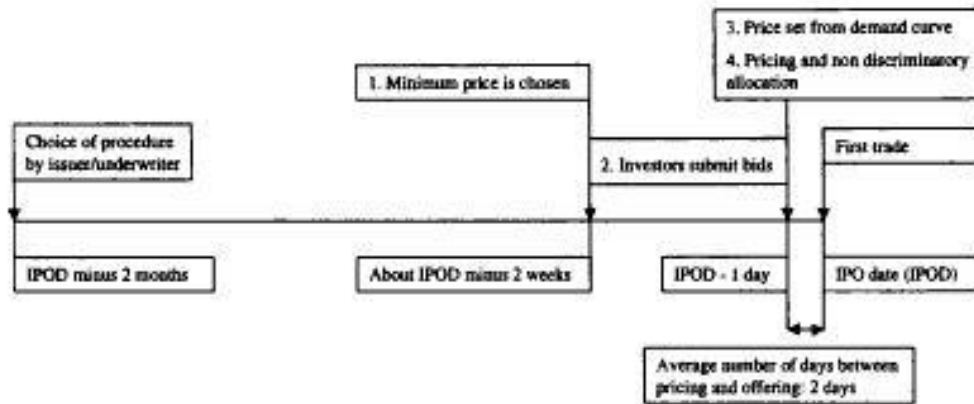 3. Price set from demand curve
4. Pricing and non discriminatory
allocation
1. Minimum price is chosen
Choice of procedure
by issuer/underwriter
2. Investors submit bids
First trade
IPOD minus 2 months
About IPOD minus 2 weeks
IPOD - 1 day
IPO date (IPOD)
Average number of days between
pricing and offering: 2 days